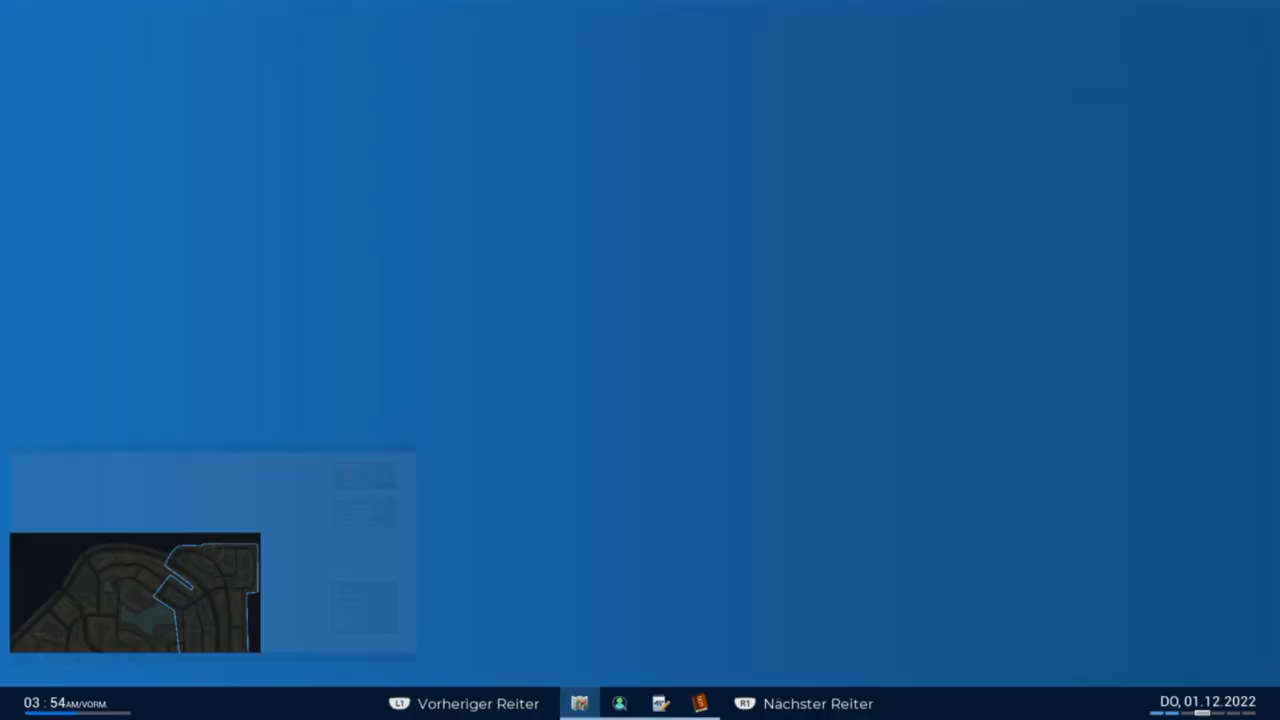 03 : 54AM/VORM.
L1 Vorheriger Reiter
R1 Nächster Reiter
DO, 01.12.2022